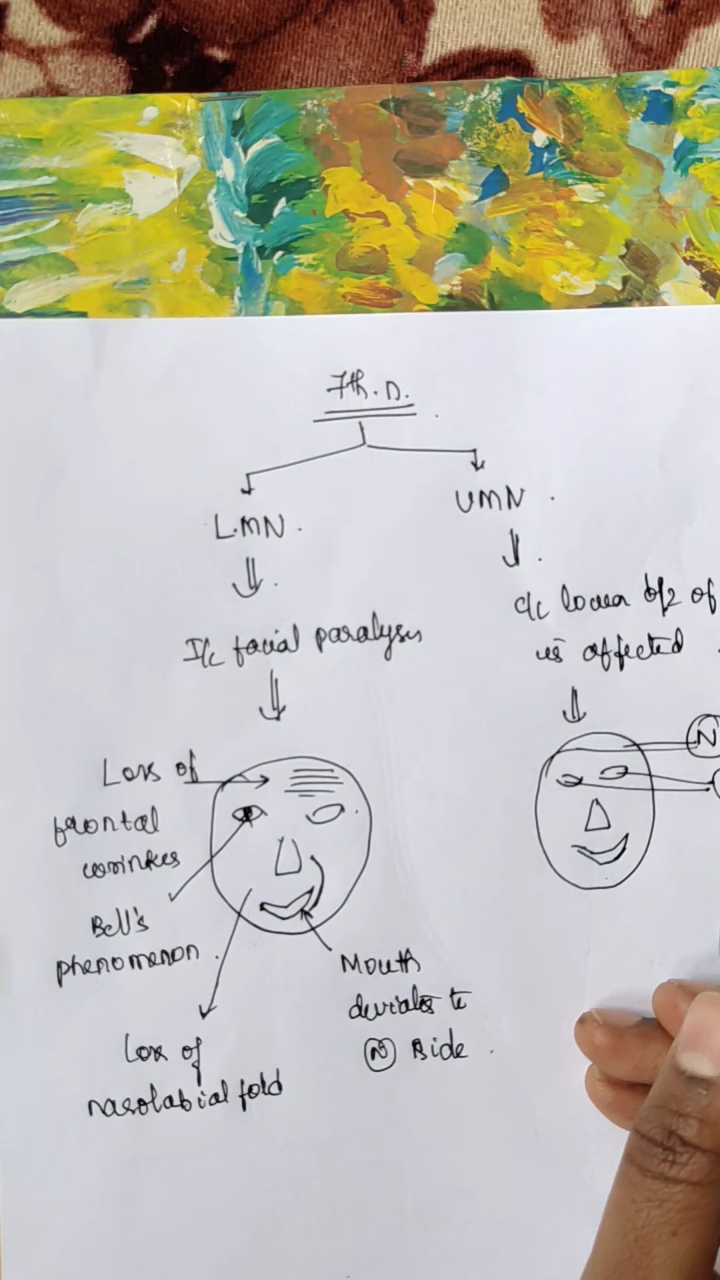 7th.n.
LMN.
UMN.
I/L facial paralysis
C/L lower 1/2 of
is affected
Loss of
frontal
wrinkles
Bell's
phenomenon.
Loss of
nasolabial fold
Mouth
deviates to
N side.
N